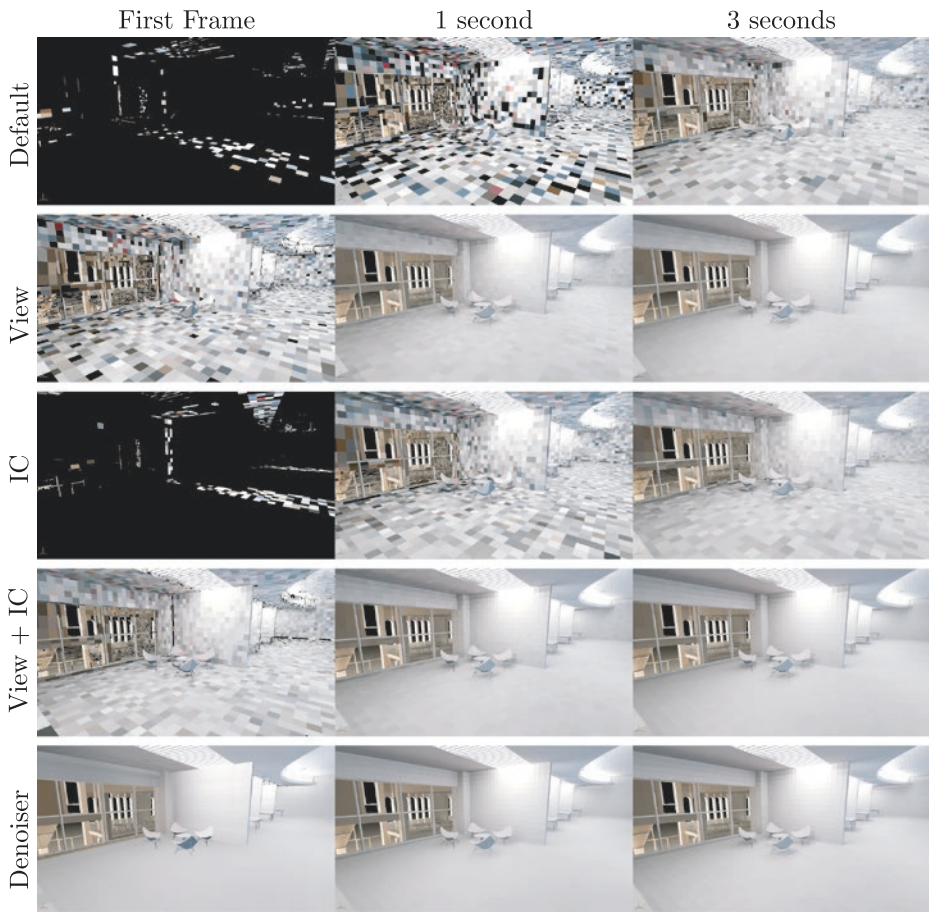 First Frame
1 second
3 seconds
Default
View
IC
View + IC
Denoiser